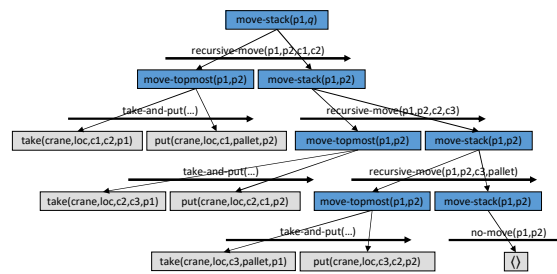 move-stack(p1,q)
recursive-move(p1,p2,c1,c2)
move-topmost(p1,p2)
move-stack(p1,p2)
take-and-put(…)
recursive-move(p1,p2,c2,c3)
take(crane,loc,c1,c2,p1)
put(crane,loc,c1,pallet,p2)
move-topmost(p1,p2)
move-stack(p1,p2)
take-and-put(…)
recursive-move(p1,p2,c3,pallet)
take(crane,loc,c2,c3,p1)
put(crane,loc,c2,c1,p2)
move-topmost(p1,p2)
move-stack(p1,p2)
take-and-put(…)
no-move(p1,p2)
take(crane,loc,c3,pallet,p1)
put(crane,loc,c3,c2,p2)
⟨⟩